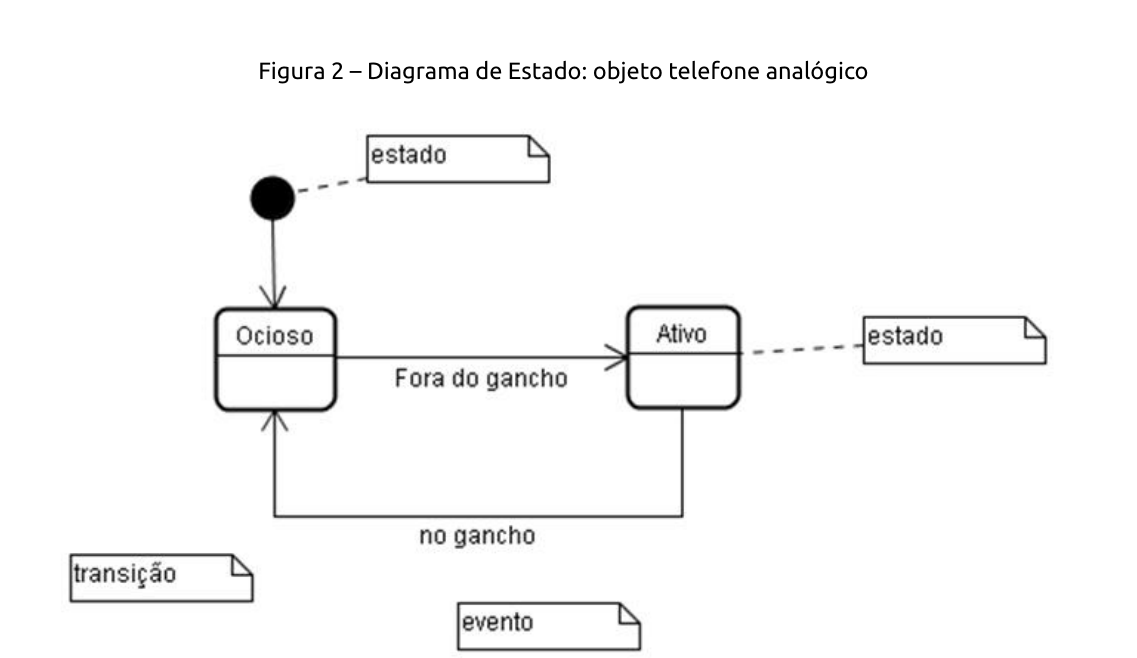 Figura 2 – Diagrama de Estado: objeto telefone analógico
estado
Ocioso
Ativo
estado
Fora do gancho
no gancho
transição
evento